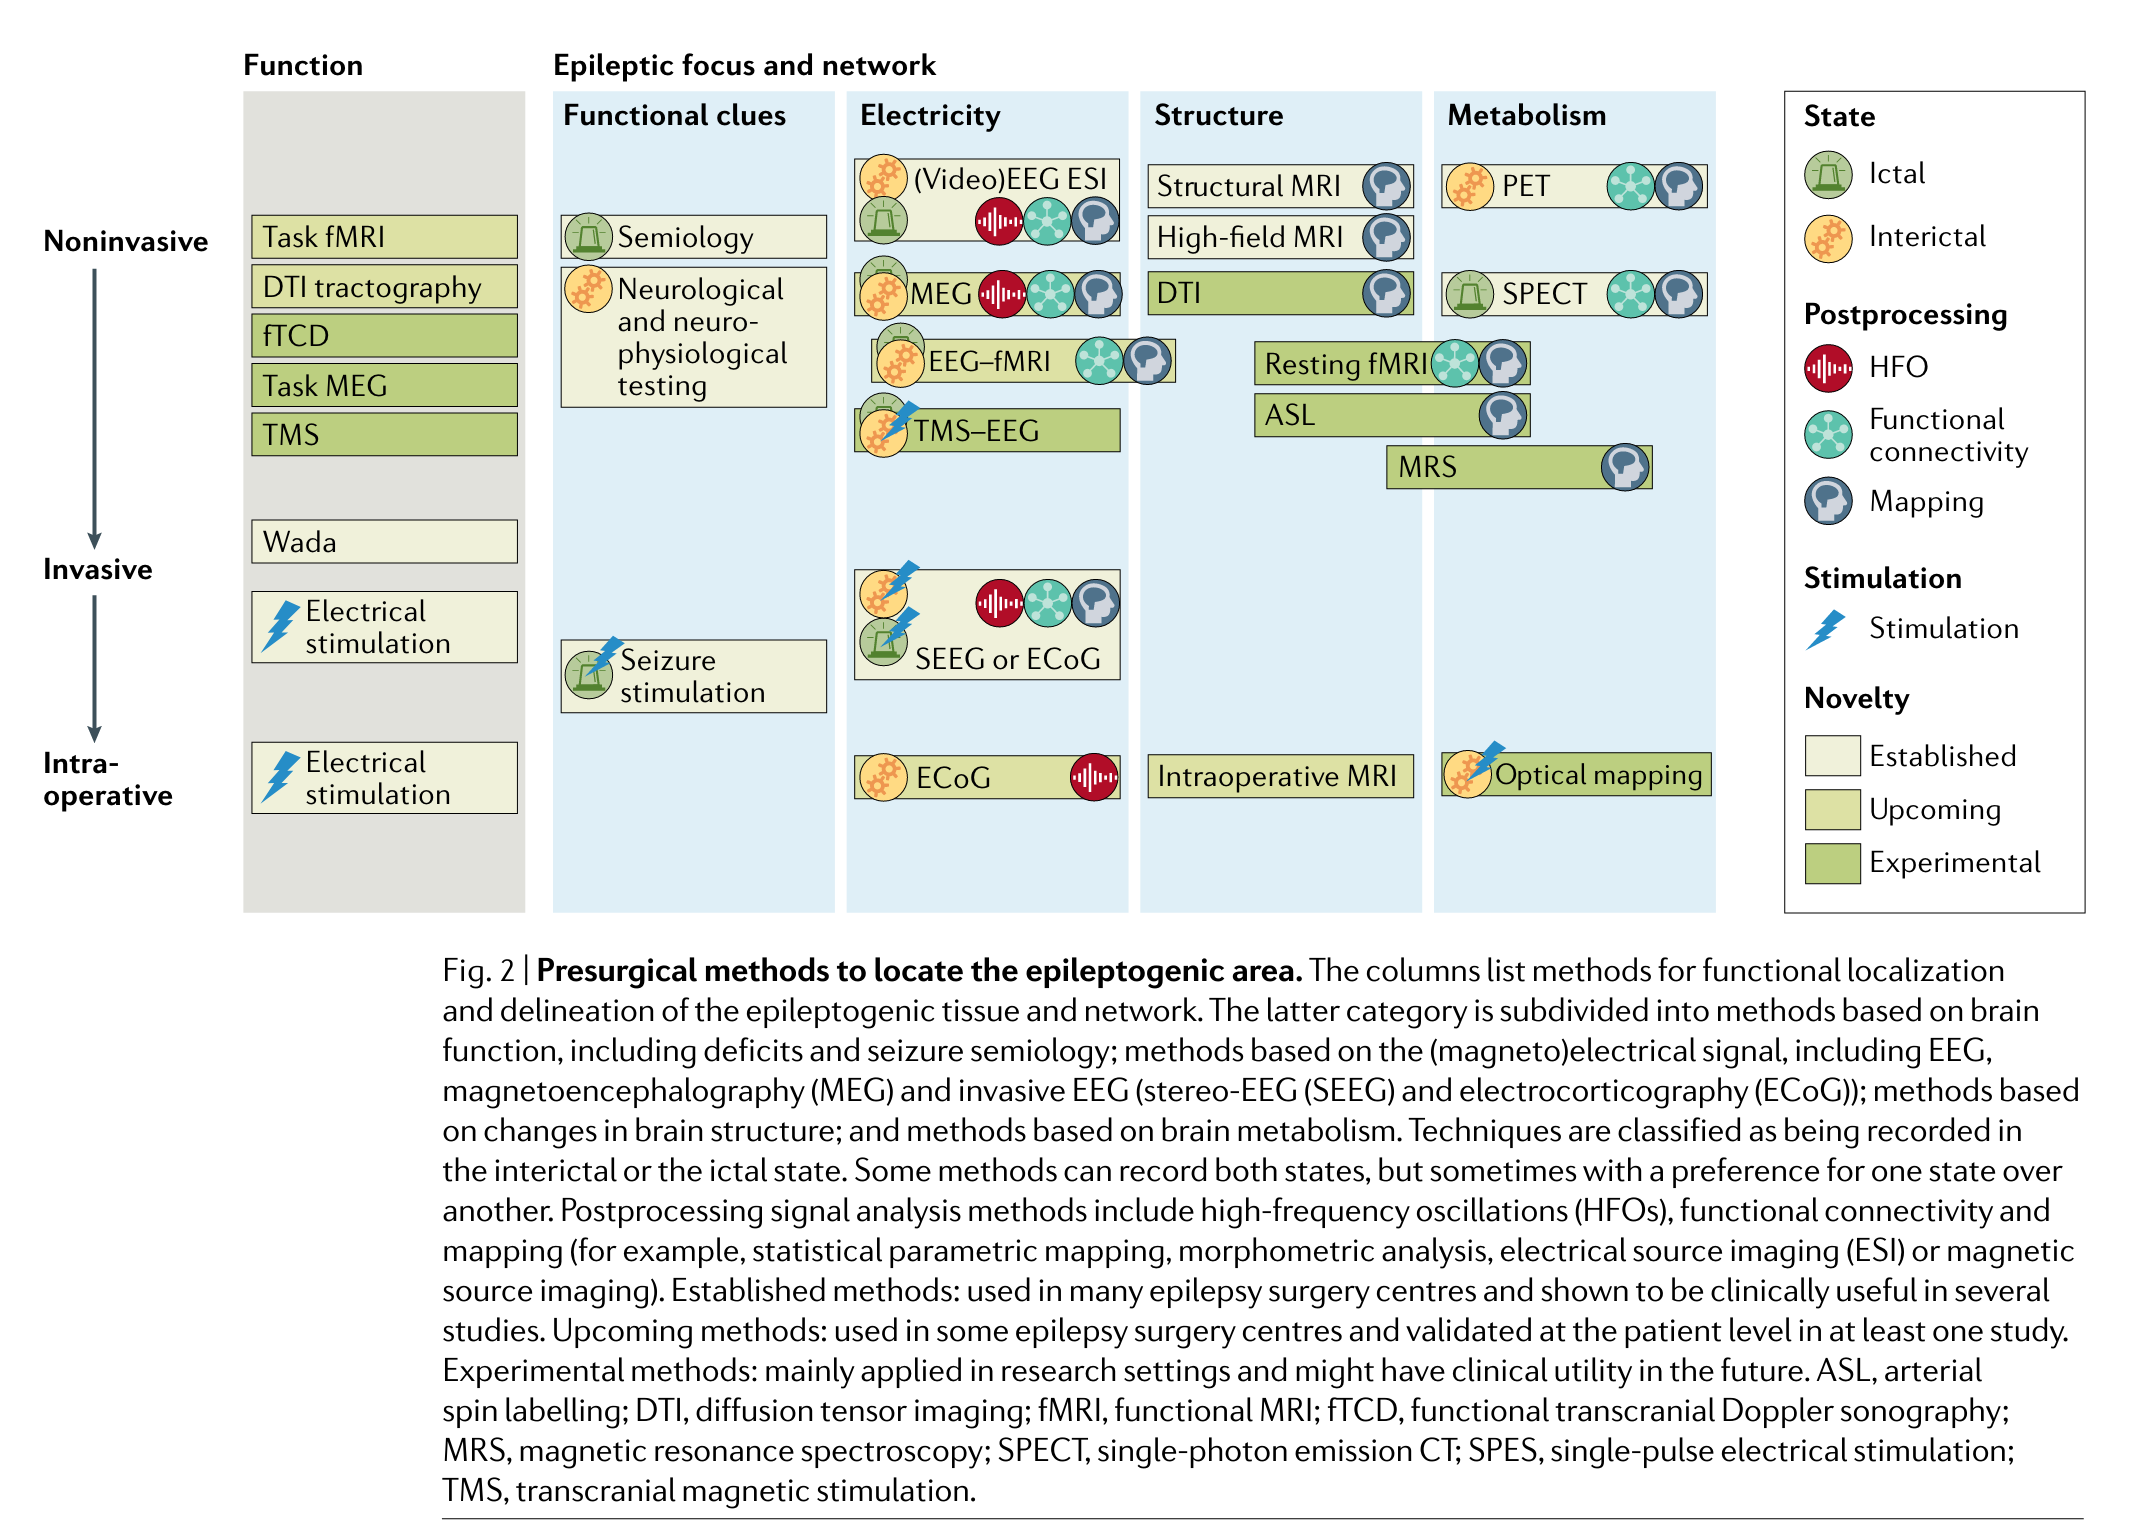 Function
Epileptic focus and network
Functional clues
Electricity
Structure
Metabolism
Noninvasive
Invasive
Intra-
operative
Task fMRI
DTI tractography
fTCD
Task MEG
TMS
Wada
Electrical
stimulation
Electrical
stimulation
Semiology
Neurological
and neuro-
physiological
testing
Seizure
stimulation
(Video)EEG ESI
MEG
EEG–fMRI
TMS–EEG
SEEG or ECoG
ECoG
Structural MRI
High-field MRI
DTI
Resting fMRI
ASL
MRS
Intraoperative MRI
PET
SPECT
Optical mapping
State
Ictal
Interictal
Postprocessing
HFO
Functional
connectivity
Mapping
Stimulation
Stimulation
Novelty
Established
Upcoming
Experimental
Fig. 2 | Presurgical methods to locate the epileptogenic area. The columns list methods for functional localization
and delineation of the epileptogenic tissue and network. The latter category is subdivided into methods based on brain
function, including deficits and seizure semiology; methods based on the (magneto)electrical signal, including EEG,
magnetoencephalography (MEG) and invasive EEG (stereo-EEG (SEEG) and electrocorticography (ECoG)); methods based
on changes in brain structure; and methods based on brain metabolism. Techniques are classified as being recorded in
the interictal or the ictal state. Some methods can record both states, but sometimes with a preference for one state over
another. Postprocessing signal analysis methods include high-frequency oscillations (HFOs), functional connectivity and
mapping (for example, statistical parametric mapping, morphometric analysis, electrical source imaging (ESI) or magnetic
source imaging). Established methods: used in many epilepsy surgery centres and shown to be clinically useful in several
studies. Upcoming methods: used in some epilepsy surgery centres and validated at the patient level in at least one study.
Experimental methods: mainly applied in research settings and might have clinical utility in the future. ASL, arterial
spin labelling; DTI, diffusion tensor imaging; fMRI, functional MRI; fTCD, functional transcranial Doppler sonography;
MRS, magnetic resonance spectroscopy; SPECT, single-photon emission CT; SPES, single-pulse electrical stimulation;
TMS, transcranial magnetic stimulation.